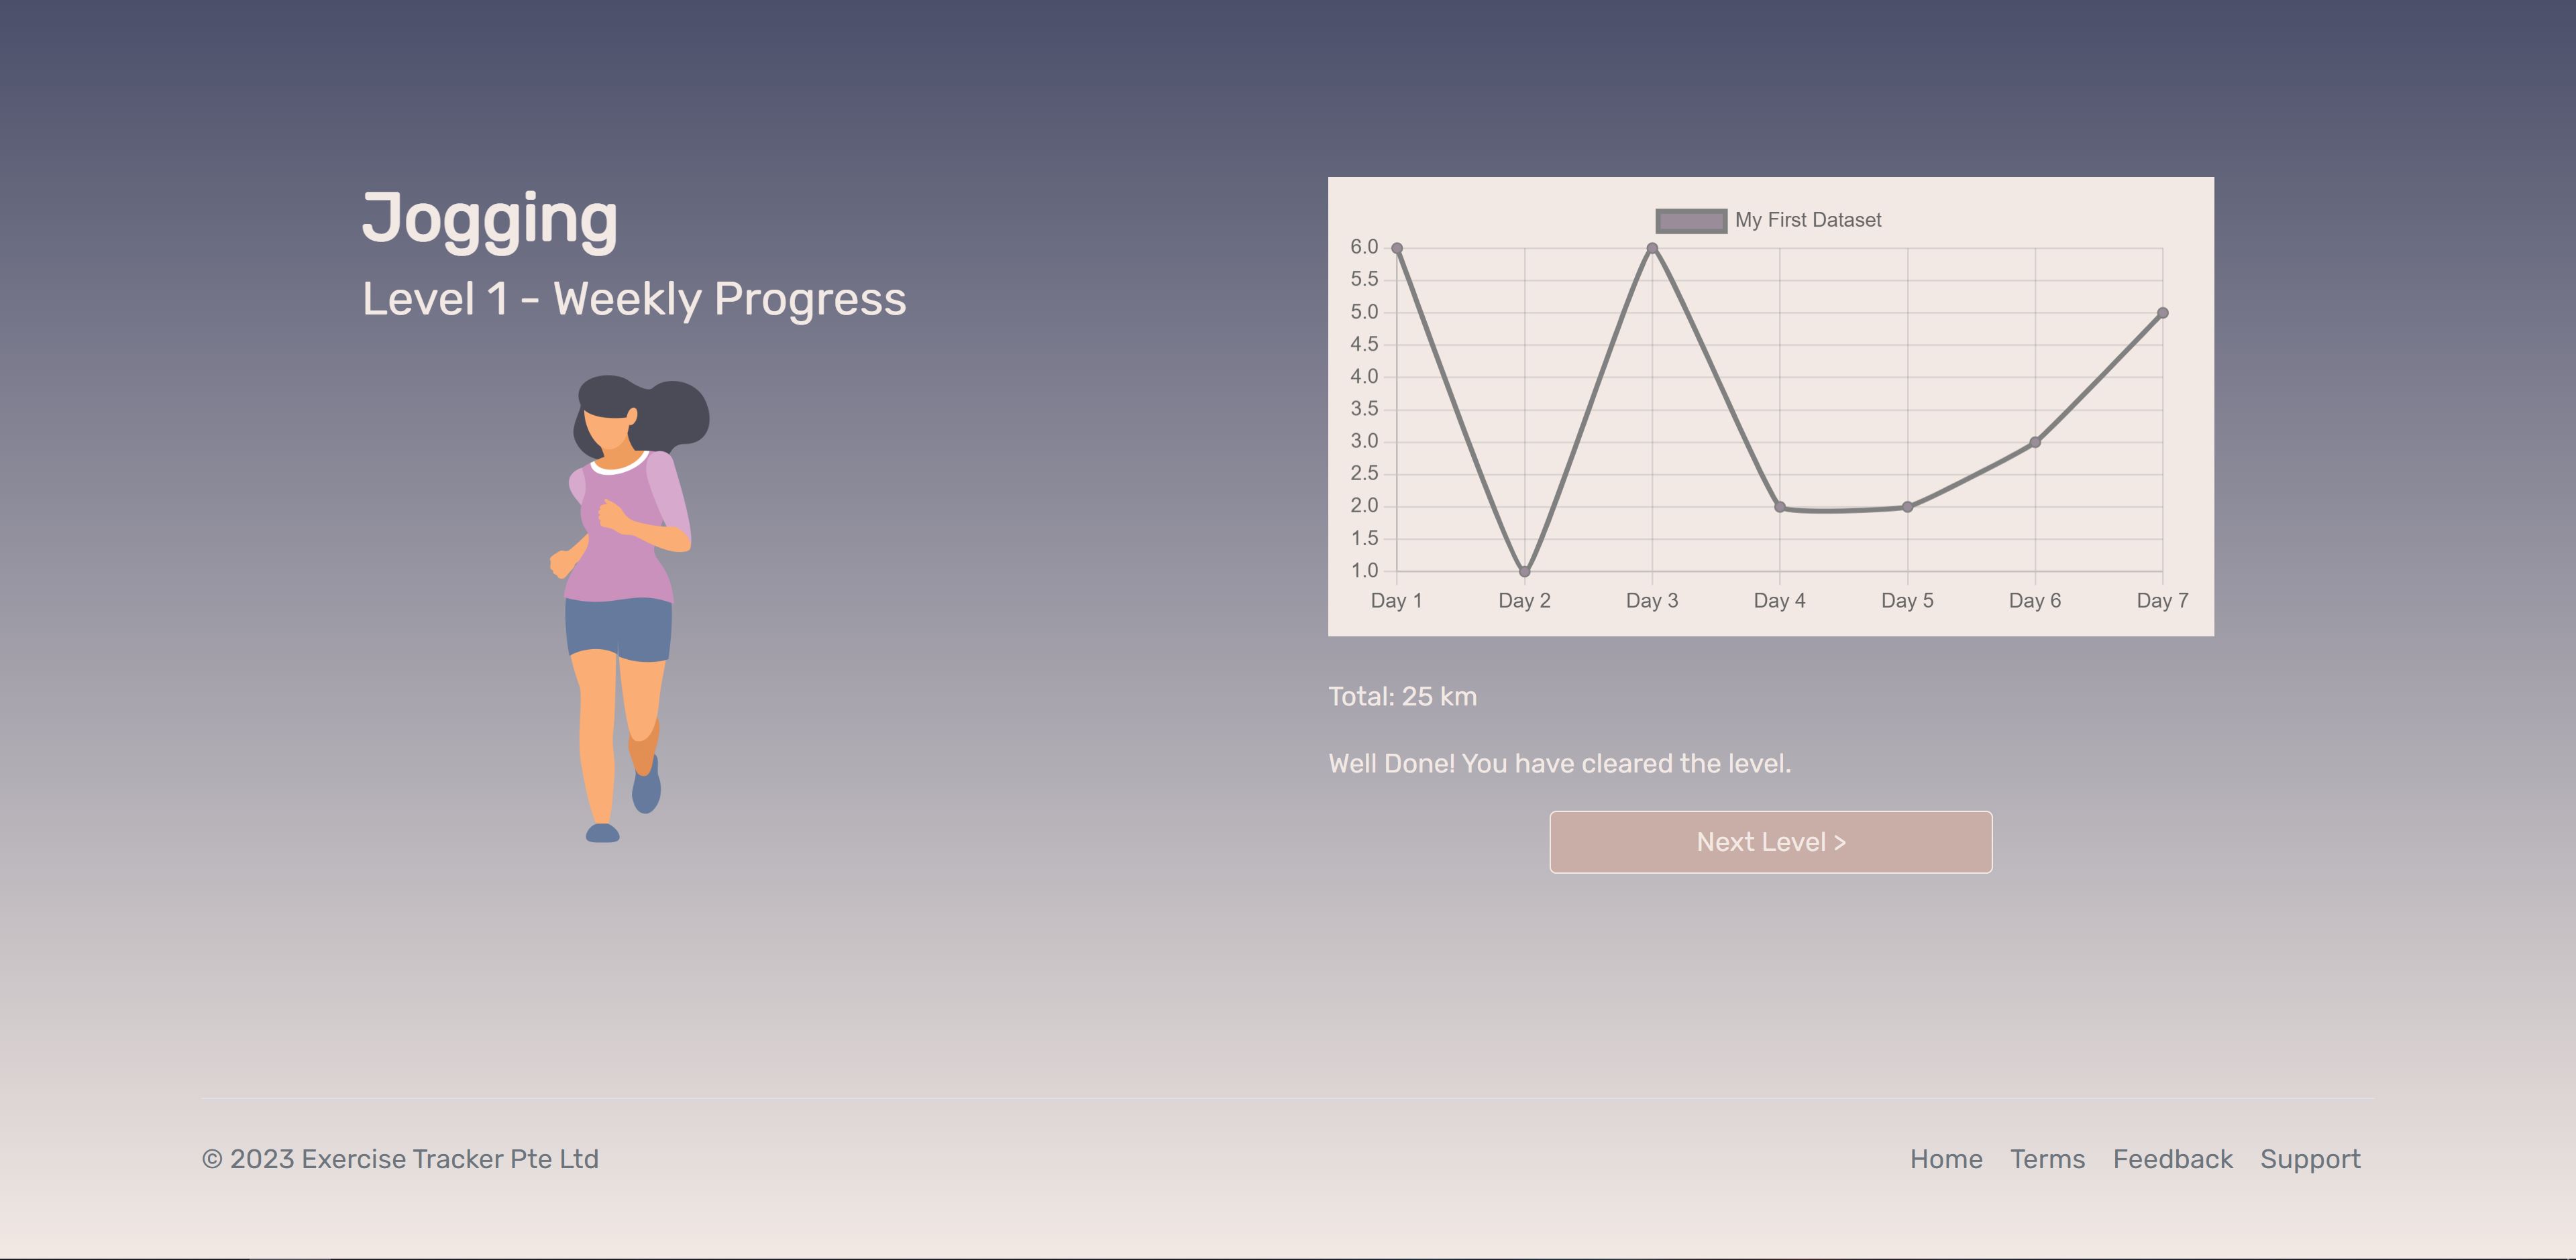 Jogging
Level 1 - Weekly Progress
My First Dataset
6.0
5.5
5.0
4.5
4.0
3.5
3.0
2.5
2.0
1.5
1.0
Day 1 Day 2 Day 3 Day 4 Day 5 Day 6 Day 7
Total: 25 km
Well Done! You have cleared the level.
Next Level >
© 2023 Exercise Tracker Pte Ltd
Home Terms Feedback Support